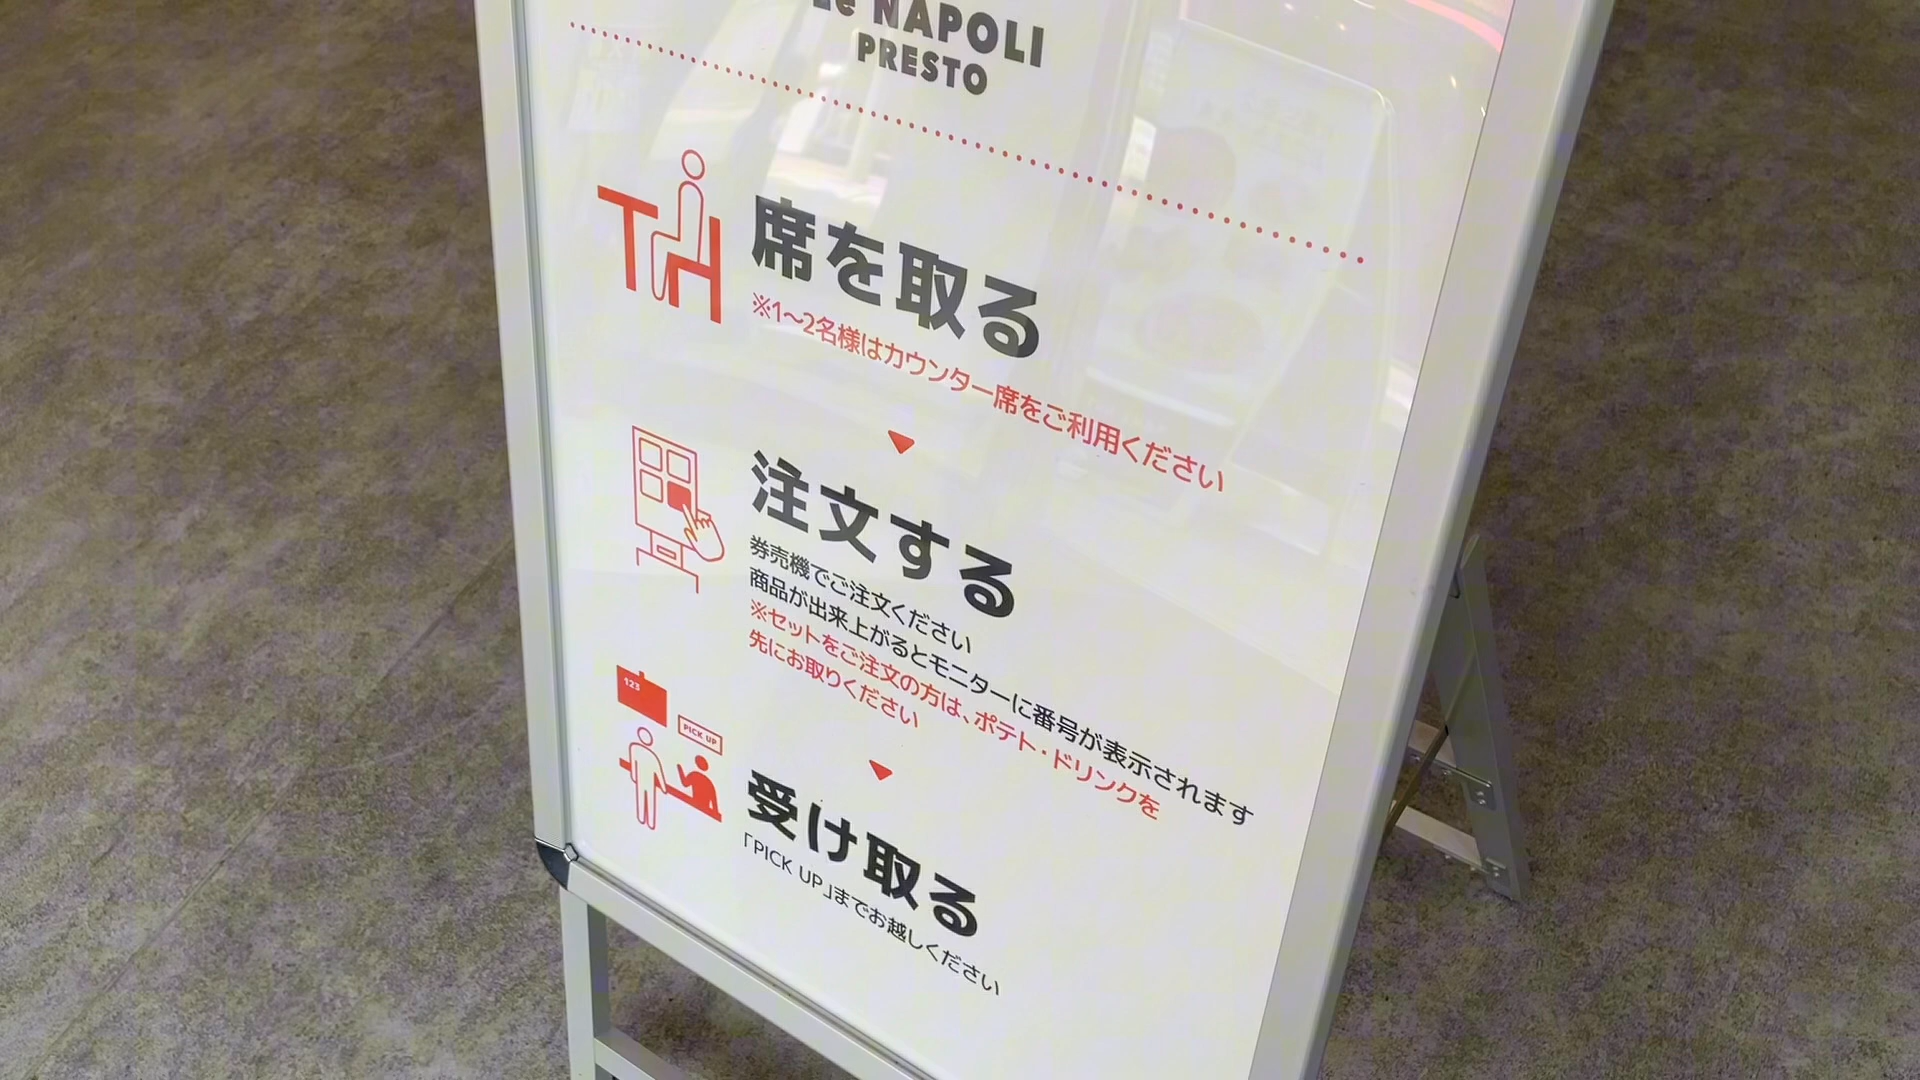 Le NAPOLI
PRESTO
席を取る
※1〜2名様はカウンター席をご利用ください
注文する
券売機でご注文ください
商品が出来上がるとモニターに番号が表示されます
※セットをご注文の方は、ポテト・ドリンクを
先にお取りください
123
PICK UP
受け取る
「PICK UP」までお越しください